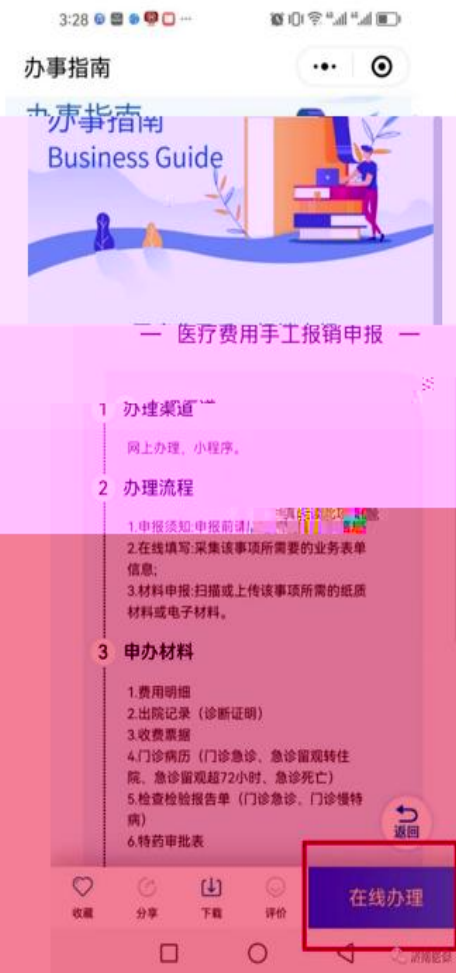 3:28
办事指南
办事指南
办事指南
Business Guide
医疗费用手工报销申报
1 办理渠道
网上办理，小程序。
2 办理流程
1.申报须知:申报前请
2.在线填写:采集该事项所需要的业务表单
信息;
3.材料申报:扫描或上传该事项所需的纸质
材料或电子材料。
3 申办材料
1.费用明细
2.出院记录（诊断证明）
3.收费票据
4.门诊病历（门诊急诊、急诊留观转住
院、急诊留观超72小时、急诊死亡）
5.检查检验报告单（门诊急诊、门诊慢特
病）
6.特药审批表
返回
收藏 分享 下载 评价 在线办理